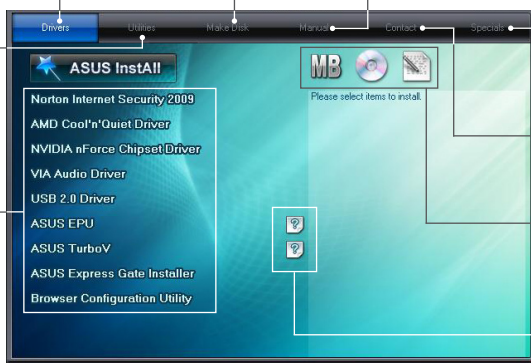 Drivers Utilities Make Disk Manual Contact Specials
ASUS InstAll
MB
Please select items to install.
Norton Internet Security 2009
AMD Cool'n'Quiet Driver
NVIDIA nForce Chipset Driver
VIA Audio Driver
USB 2.0 Driver
ASUS EPU
?
ASUS TurboV
?
ASUS Express Gate Installer
Browser Configuration Utility